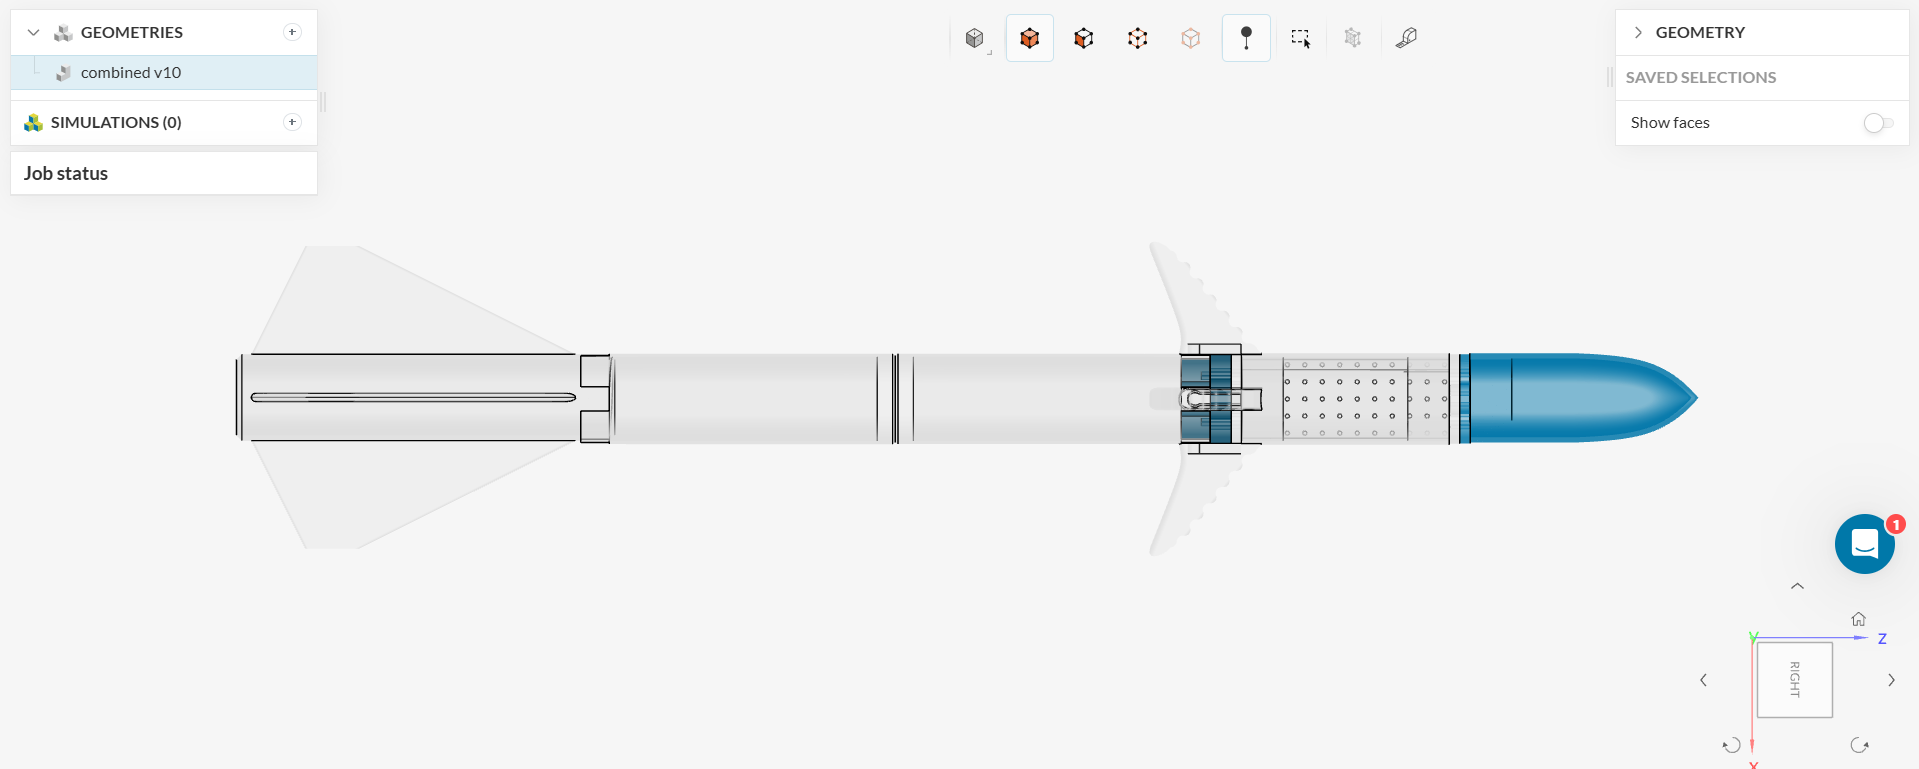 GEOMETRIES
combined v10
SIMULATIONS (0)
Job status
GEOMETRY
SAVED SELECTIONS
Show faces
1
Y
Z
RIGHT
X